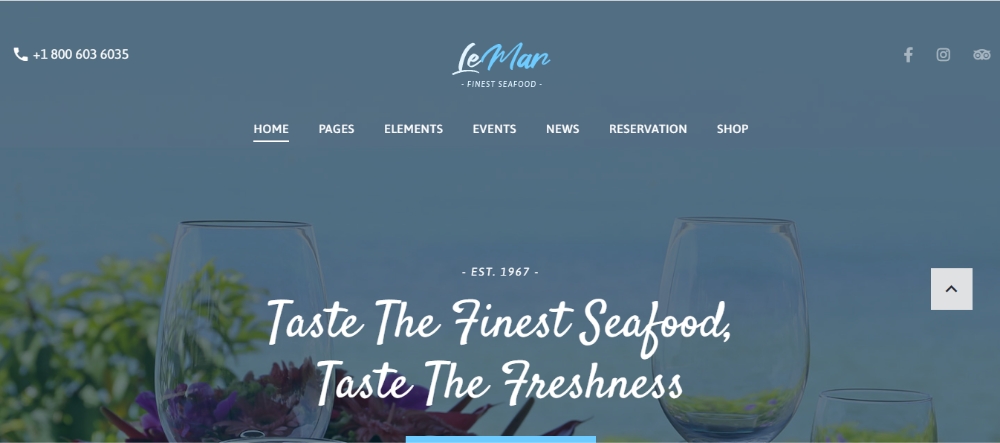 +1 800 603 6035
LeMar
- FINEST SEAFOOD -
HOME PAGES ELEMENTS EVENTS NEWS RESERVATION SHOP
- EST. 1967 -
Taste The Finest Seafood,
Taste The Freshness